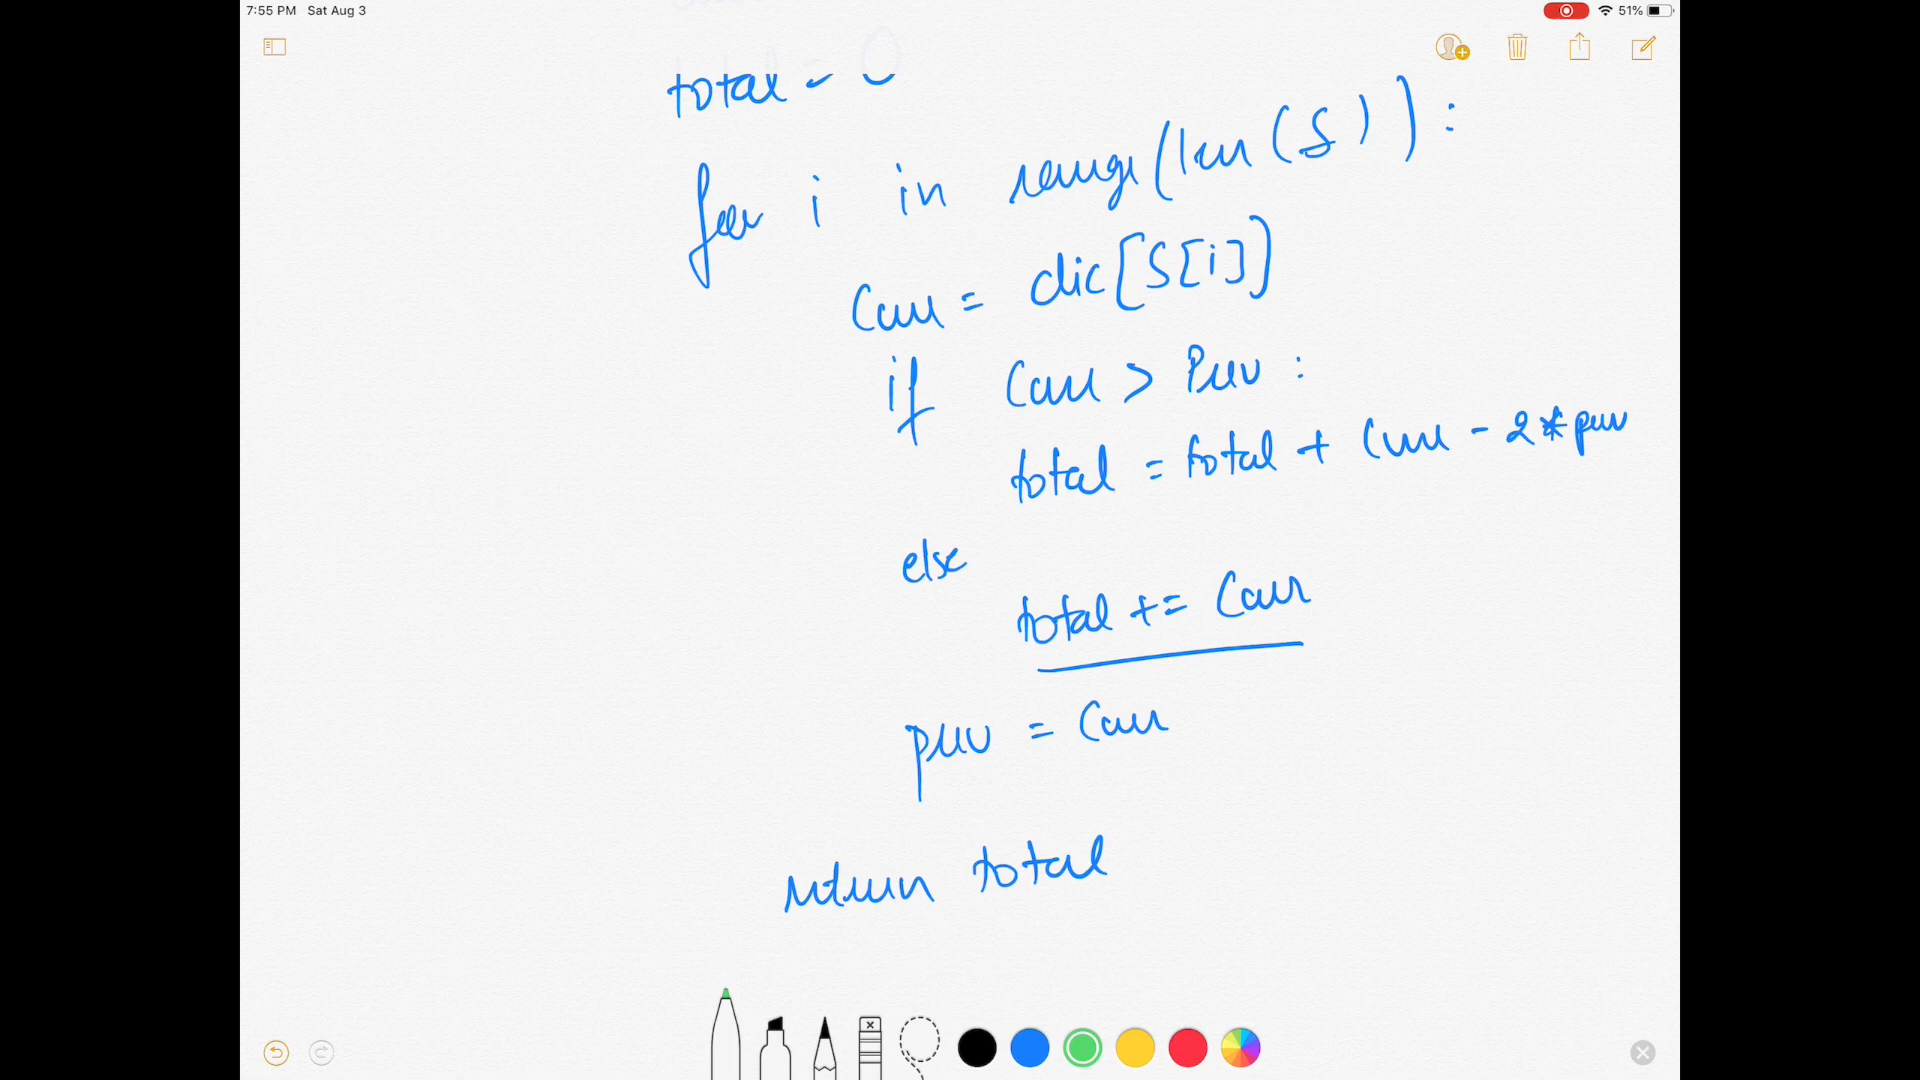 7:55 PM Sat Aug 3
51%
total = 0
for i in range(len(S)):
Curr = dic[S[i]]
if Curr > Prev :
total = total + Curr - 2 * prev
else
total += Curr
prev = Curr
return total